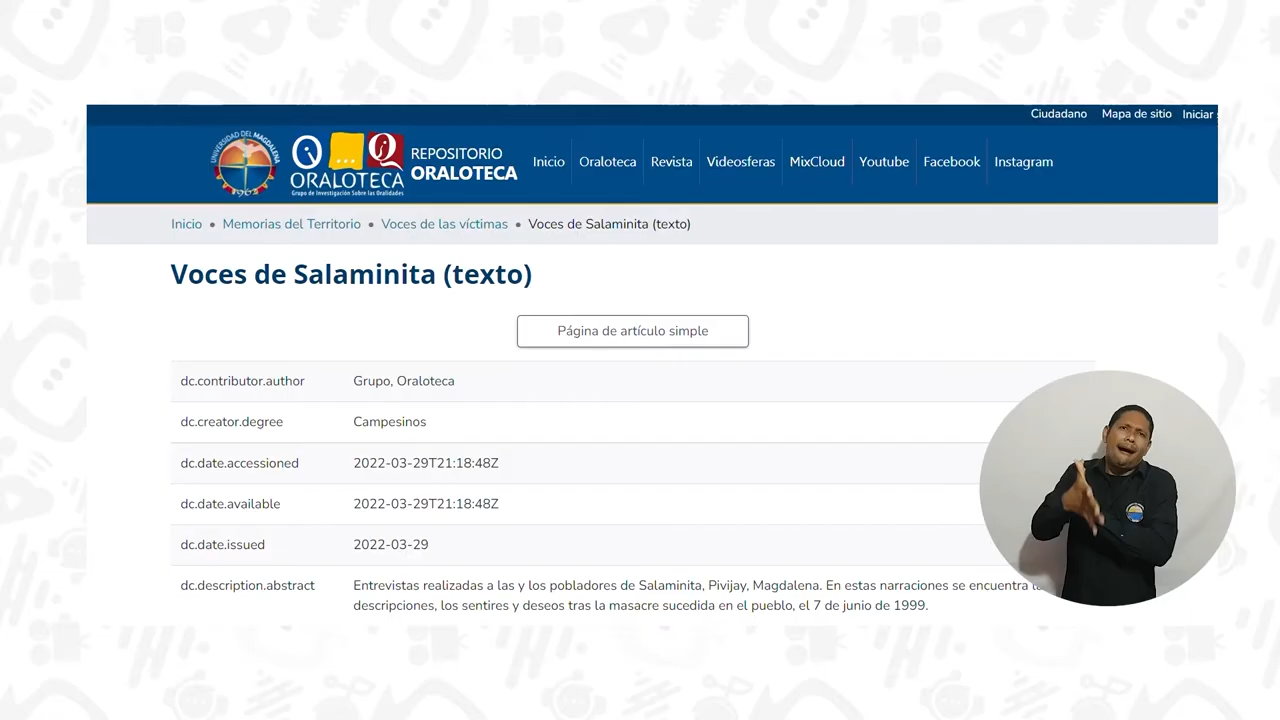 Ciudadano Mapa de sitio Iniciar
UNIVERSIDAD DEL MAGDALENA
ORALOTECA
Grupo de Investigación Sobre las Oralidades
REPOSITORIO
ORALOTECA
Inicio Oraloteca Revista Videosferas MixCloud Youtube Facebook Instagram
Inicio • Memorias del Territorio • Voces de las víctimas • Voces de Salaminita (texto)
Voces de Salaminita (texto)
Página de artículo simple
dc.contributor.author Grupo, Oraloteca
dc.creator.degree Campesinos
dc.date.accessioned 2022-03-29T21:18:48Z
dc.date.available 2022-03-29T21:18:48Z
dc.date.issued 2022-03-29
dc.description.abstract Entrevistas realizadas a las y los pobladores de Salaminita, Pivijay, Magdalena. En estas narraciones se encuentra
descripciones, los sentires y deseos tras la masacre sucedida en el pueblo, el 7 de junio de 1999.